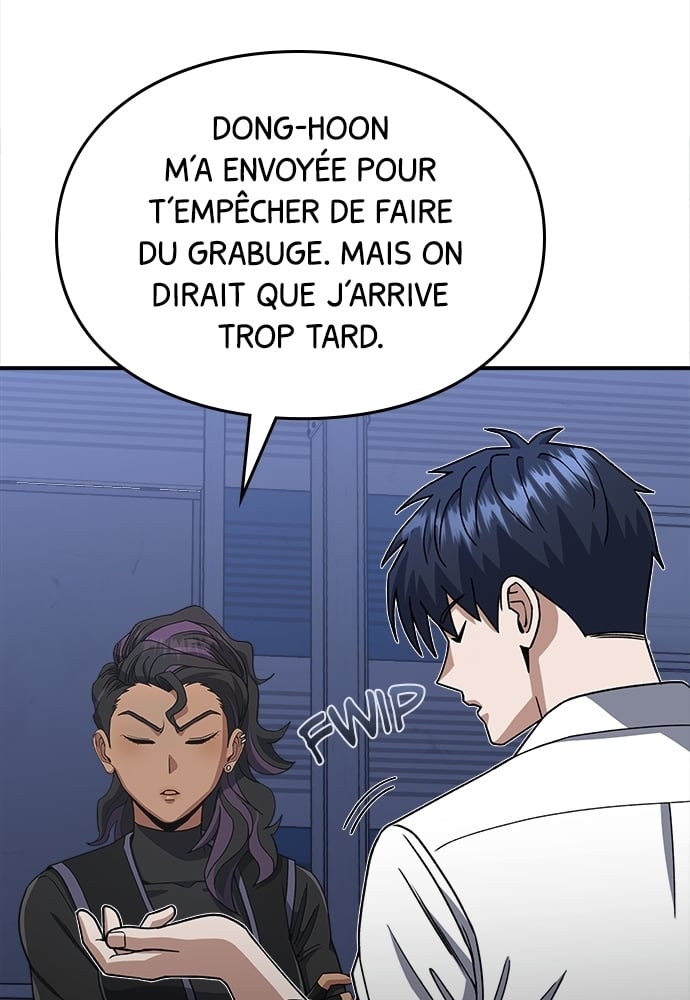 DONG-HOON
M'A ENVOYÉE POUR
T'EMPÊCHER DE FAIRE
DU GRABUGE. MAIS ON
DIRAIT QUE J'ARRIVE
TROP TARD.
FWIP